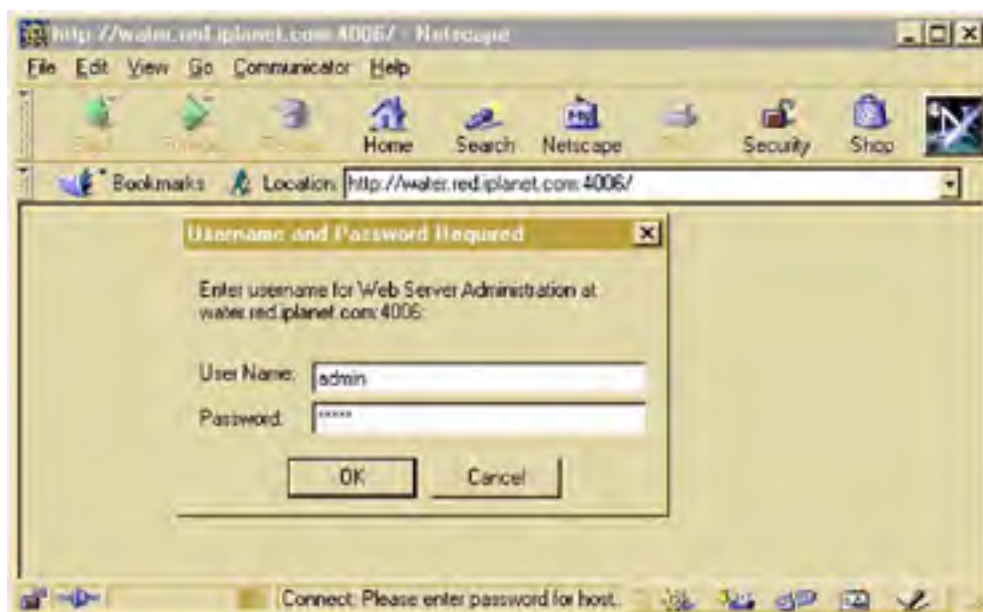 http://water.red.iplanet.com:4006/ - Netscape
File Edit View Go Communicator Help
Home Search Netscape Security Shop
Bookmarks Location: http://water.red.iplanet.com:4006/
Username and Password Required
Enter username for Web Server Administration at
water.red.iplanet.com:4006:
User Name: admin
Password: *****
OK Cancel
Connect: Please enter password for host.